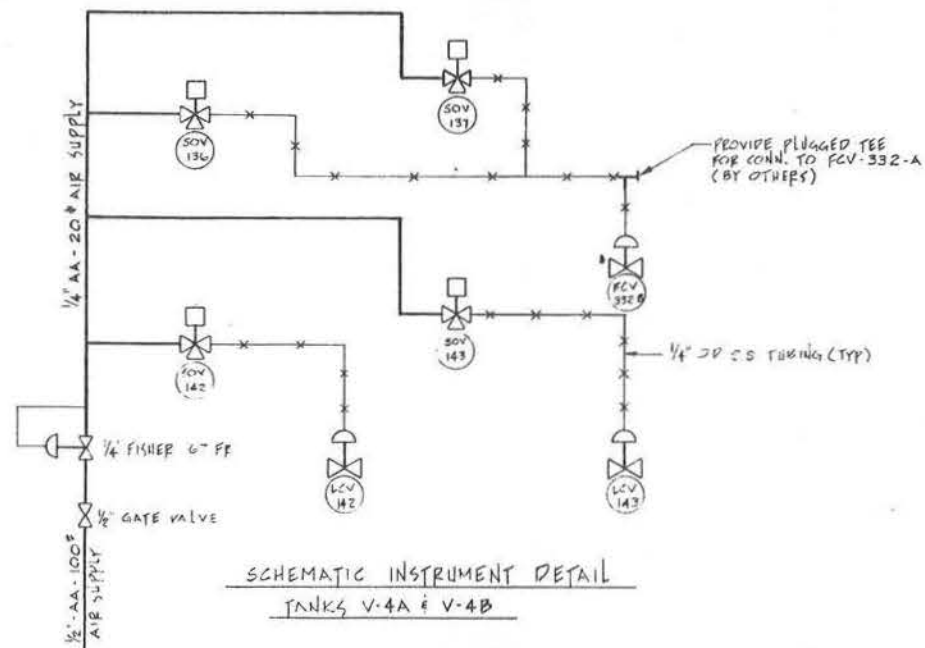 SOV
137
SOV
136
PROVIDE PLUGGED TEE
FOR CONN. TO FCV-332-A
(BY OTHERS)
1/4" AA - 20# AIR SUPPLY
FCV
332B
SOV
143
SOV
142
1/4" OD SS TUBING (TYP)
1/4" FISHER 67 FR
LCV
142
LCV
143
1/2" GATE VALVE
1/2"-AA-100#
AIR SUPPLY
SCHEMATIC INSTRUMENT DETAIL
TANKS V-4A & V-4B